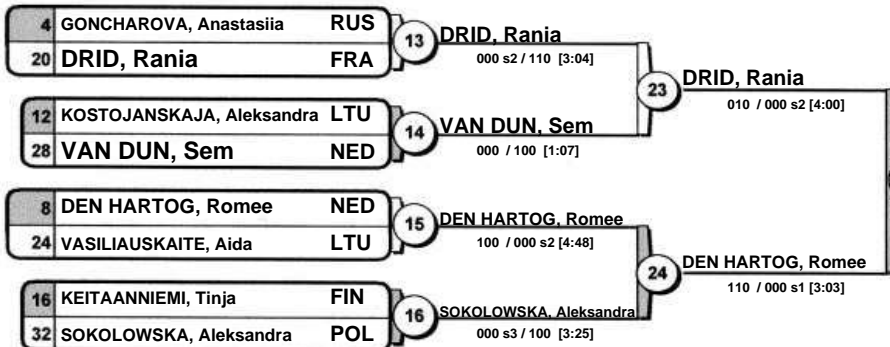 4 GONCHAROVA, Anastasiia RUS
20 DRID, Rania FRA
13
DRID, Rania
000 s2 / 110 [3:04]
12 KOSTOJANSKAJA, Aleksandra LTU
28 VAN DUN, Sem NED
14
VAN DUN, Sem
000 / 100 [1:07]
23
DRID, Rania
010 / 000 s2 [4:00]
8 DEN HARTOG, Romee NED
24 VASILIAUSKAITE, Aida LTU
15
DEN HARTOG, Romee
100 / 000 s2 [4:48]
16 KEITAANNIEMI, Tinja FIN
32 SOKOLOWSKA, Aleksandra POL
16
SOKOLOWSKA, Aleksandra
000 s3 / 100 [3:25]
24
DEN HARTOG, Romee
110 / 000 s1 [3:03]